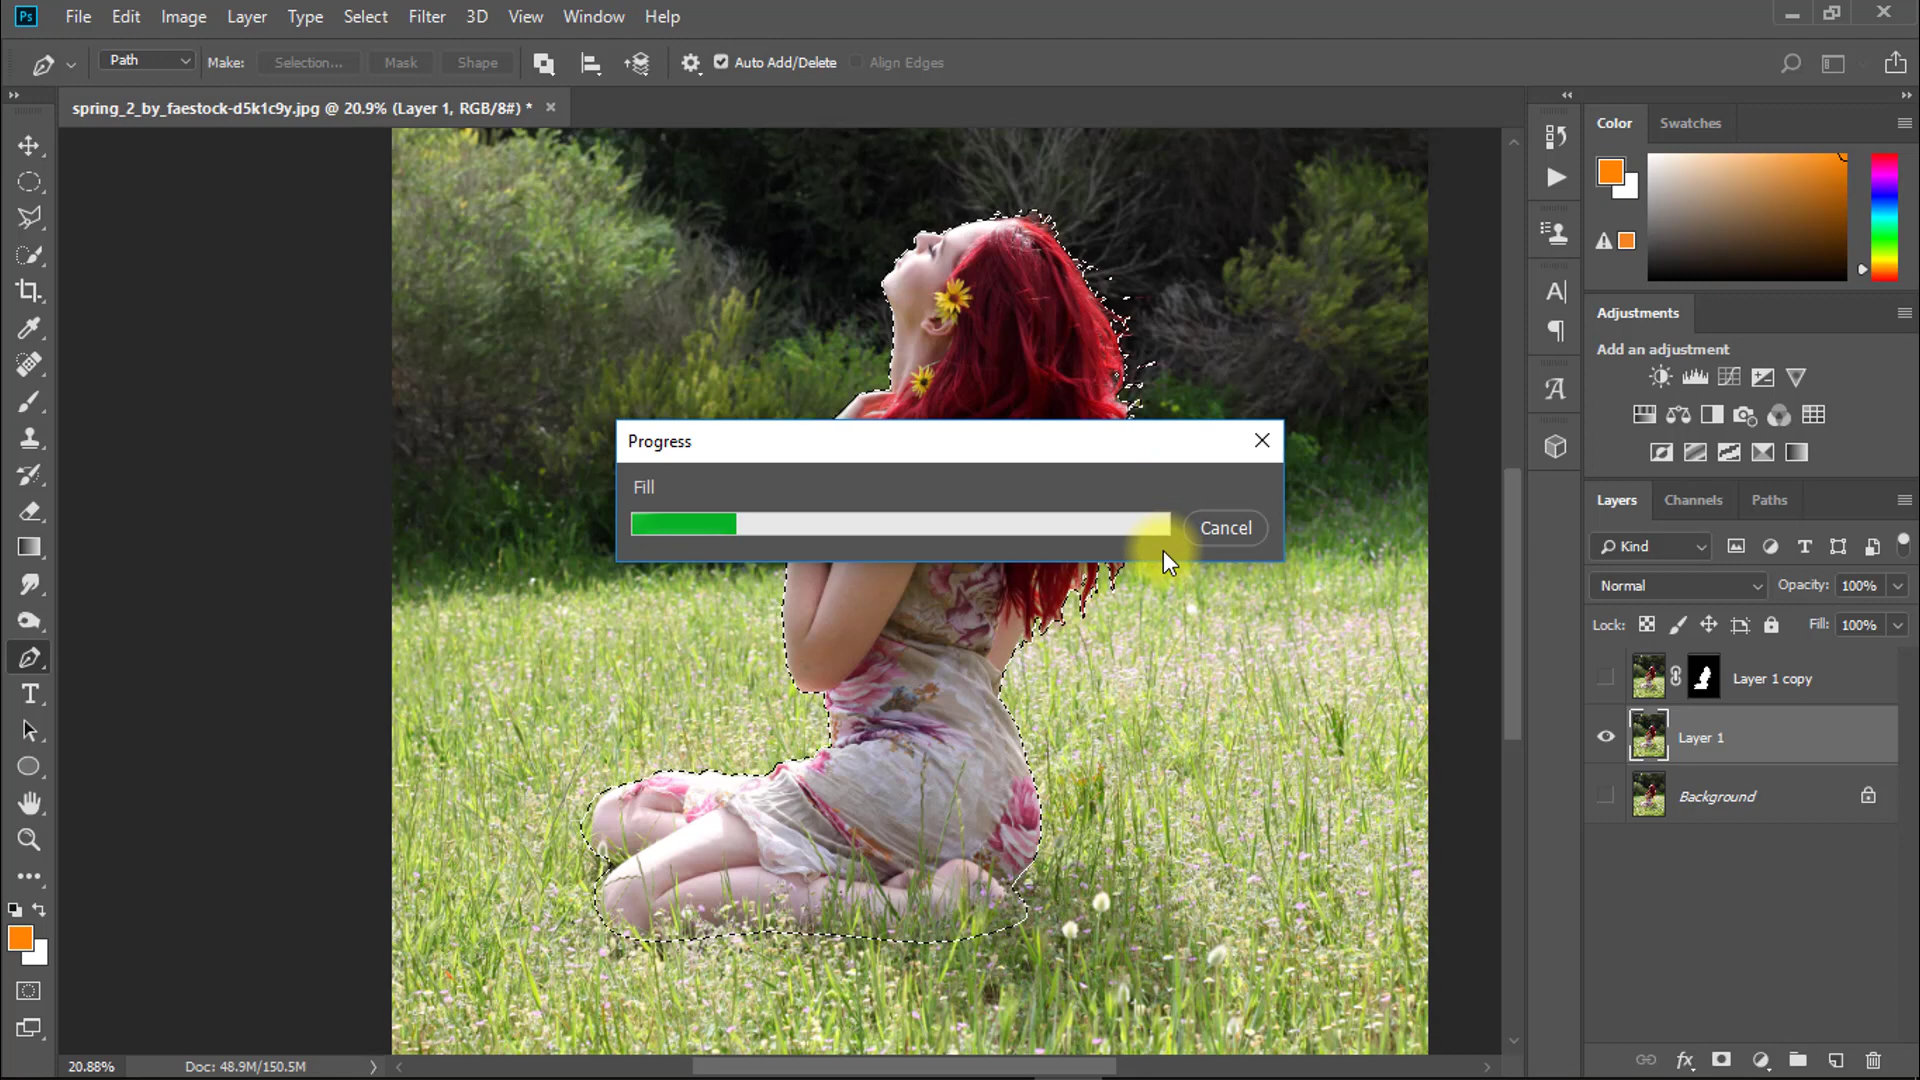 Ps File Edit Image Layer Type Select Filter 3D View Window Help
Path Make: Selection... Mask Shape Auto Add/Delete Align Edges
spring_2_by_faestock-d5k1c9y.jpg @ 20.9% (Layer 1, RGB/8#) *
Color Swatches
Adjustments
Add an adjustment
Progress
Fill
Cancel
Layers Channels Paths
Kind
Normal Opacity: 100%
Lock: Fill: 100%
Layer 1 copy
Layer 1
Background
20.88% Doc: 48.9M/150.5M